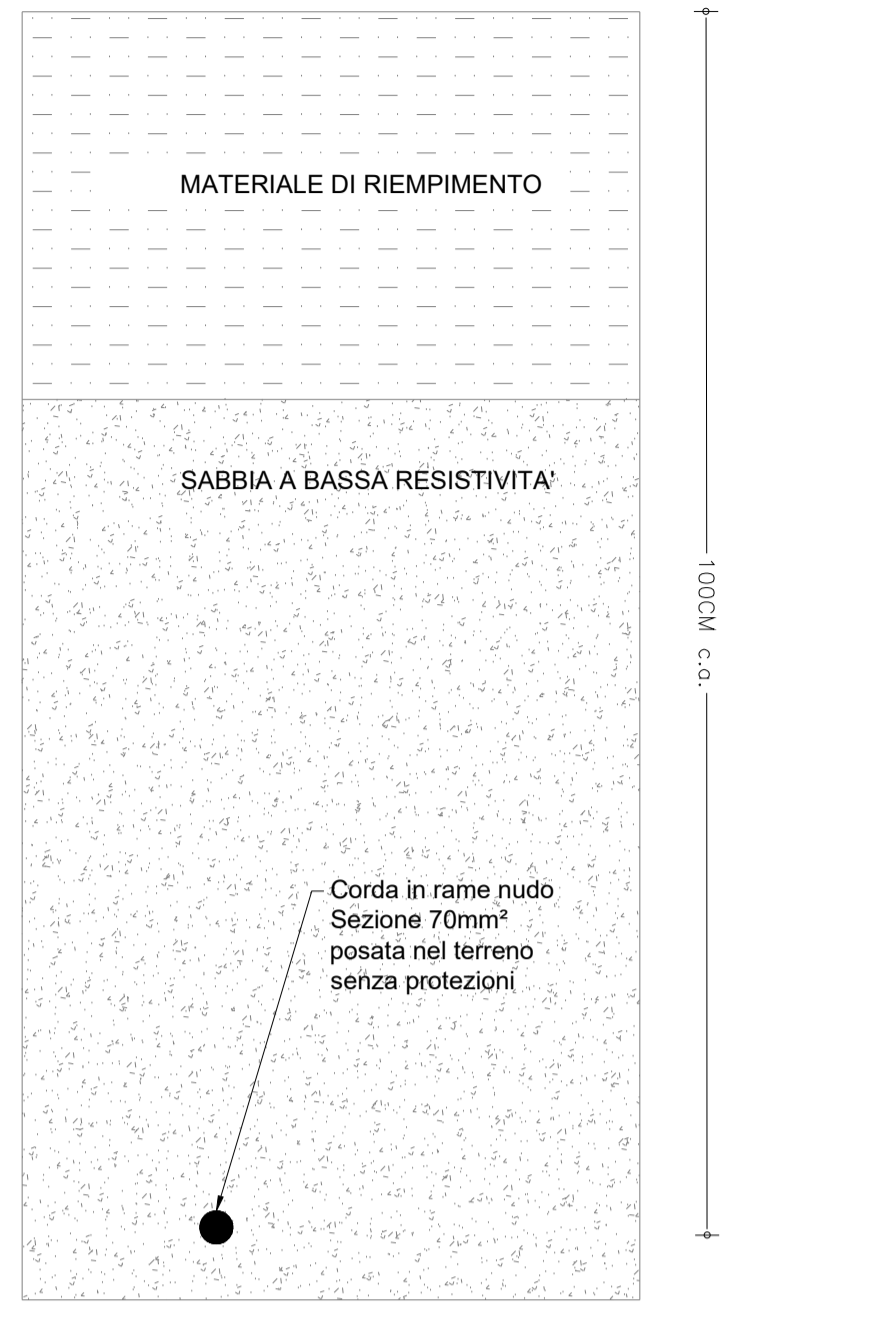 MATERIALE DI RIEMPIMENTO
SABBIA A BASSA RESISTIVITA'
100CM c.a.
Corda in rame nudo
Sezione 70mm²
posata nel terreno
senza protezioni